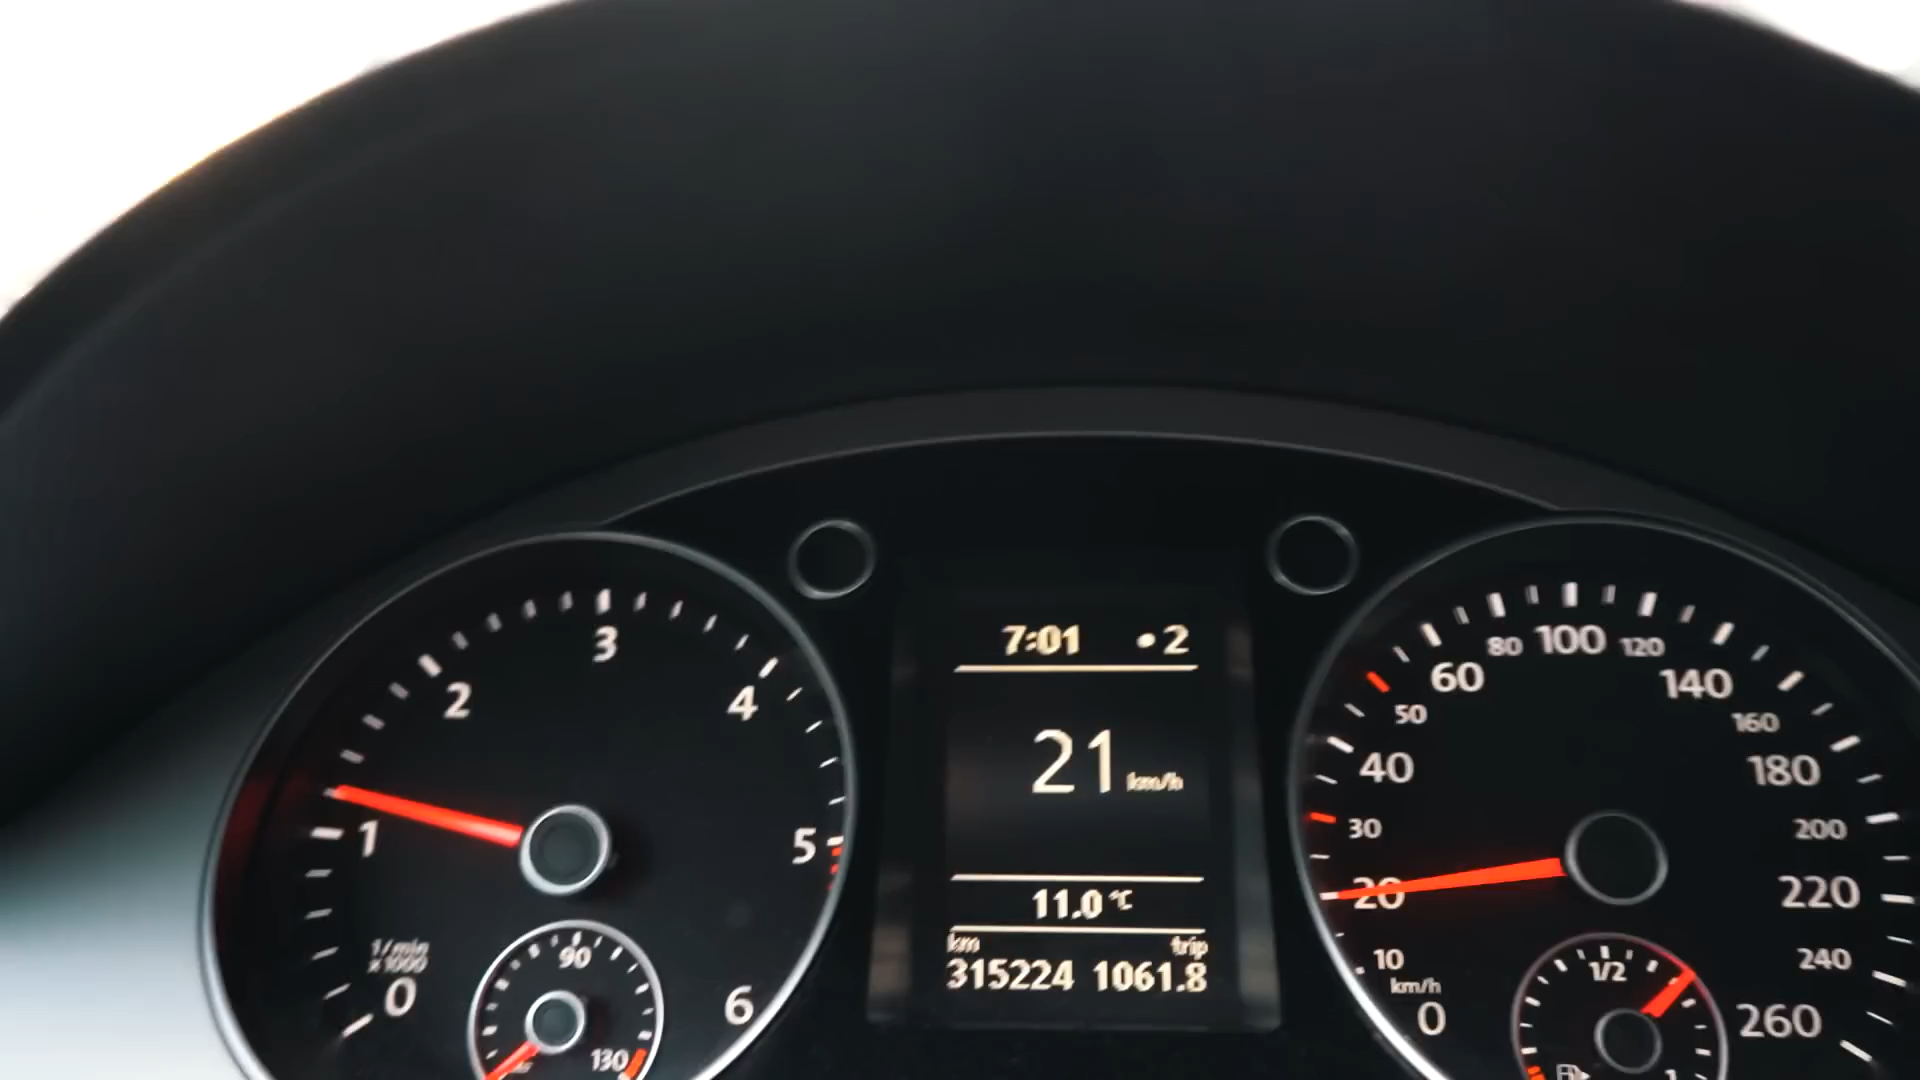 7:01 •2
21 km/h
11.0 °C
km trip
315224 1061.8
0 1 2 3 4 5 6
1/min
x1000
90
130
0 10 20 30 40 50 60 80 100 120 140 160 180 200 220 240 260
km/h
1/2
1